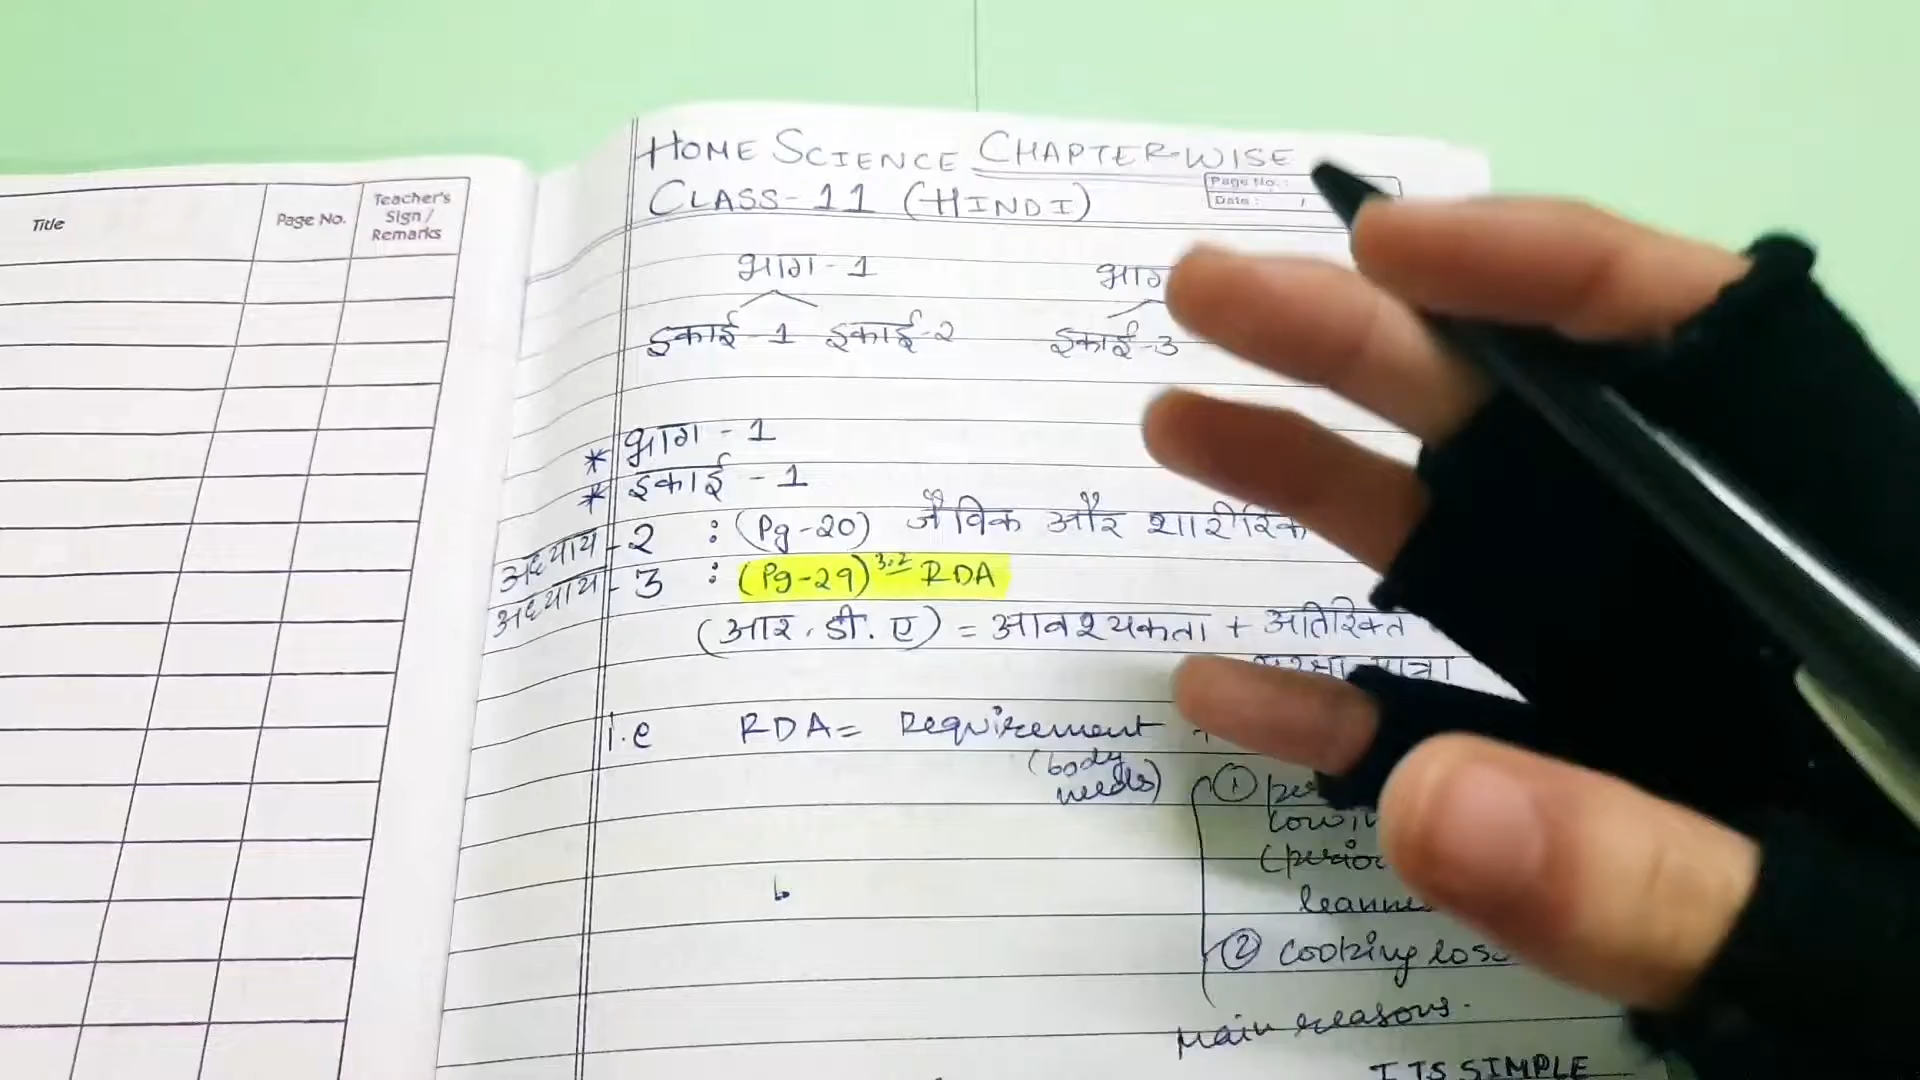 Title
Page No.
Teacher's
Sign /
Remarks
HOME SCIENCE CHAPTER-WISE
CLASS-11 (HINDI)
Page No.:
Date :
भाग - 1
इकाई - 1 इकाई - 2
इकाई - 3
* भाग - 1
* इकाई - 1
अध्याय - 2 : (Pg-20) जैविक और शारीरिक
अध्याय - 3 : (Pg-29) 3.2 RDA
(आर. डी. ए) = आवश्यकता + अतिरिक्त
i.e RDA= Requirement +
(body
needs)
①
②  cooking loss
Main reasons.
ITS SIMPLE